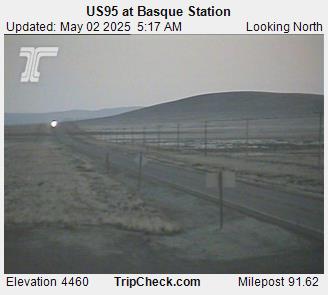 US95 at Basque Station
Updated: May 02 2025 5:17 AM Looking North
Elevation 4460 TripCheck.com Milepost 91.62